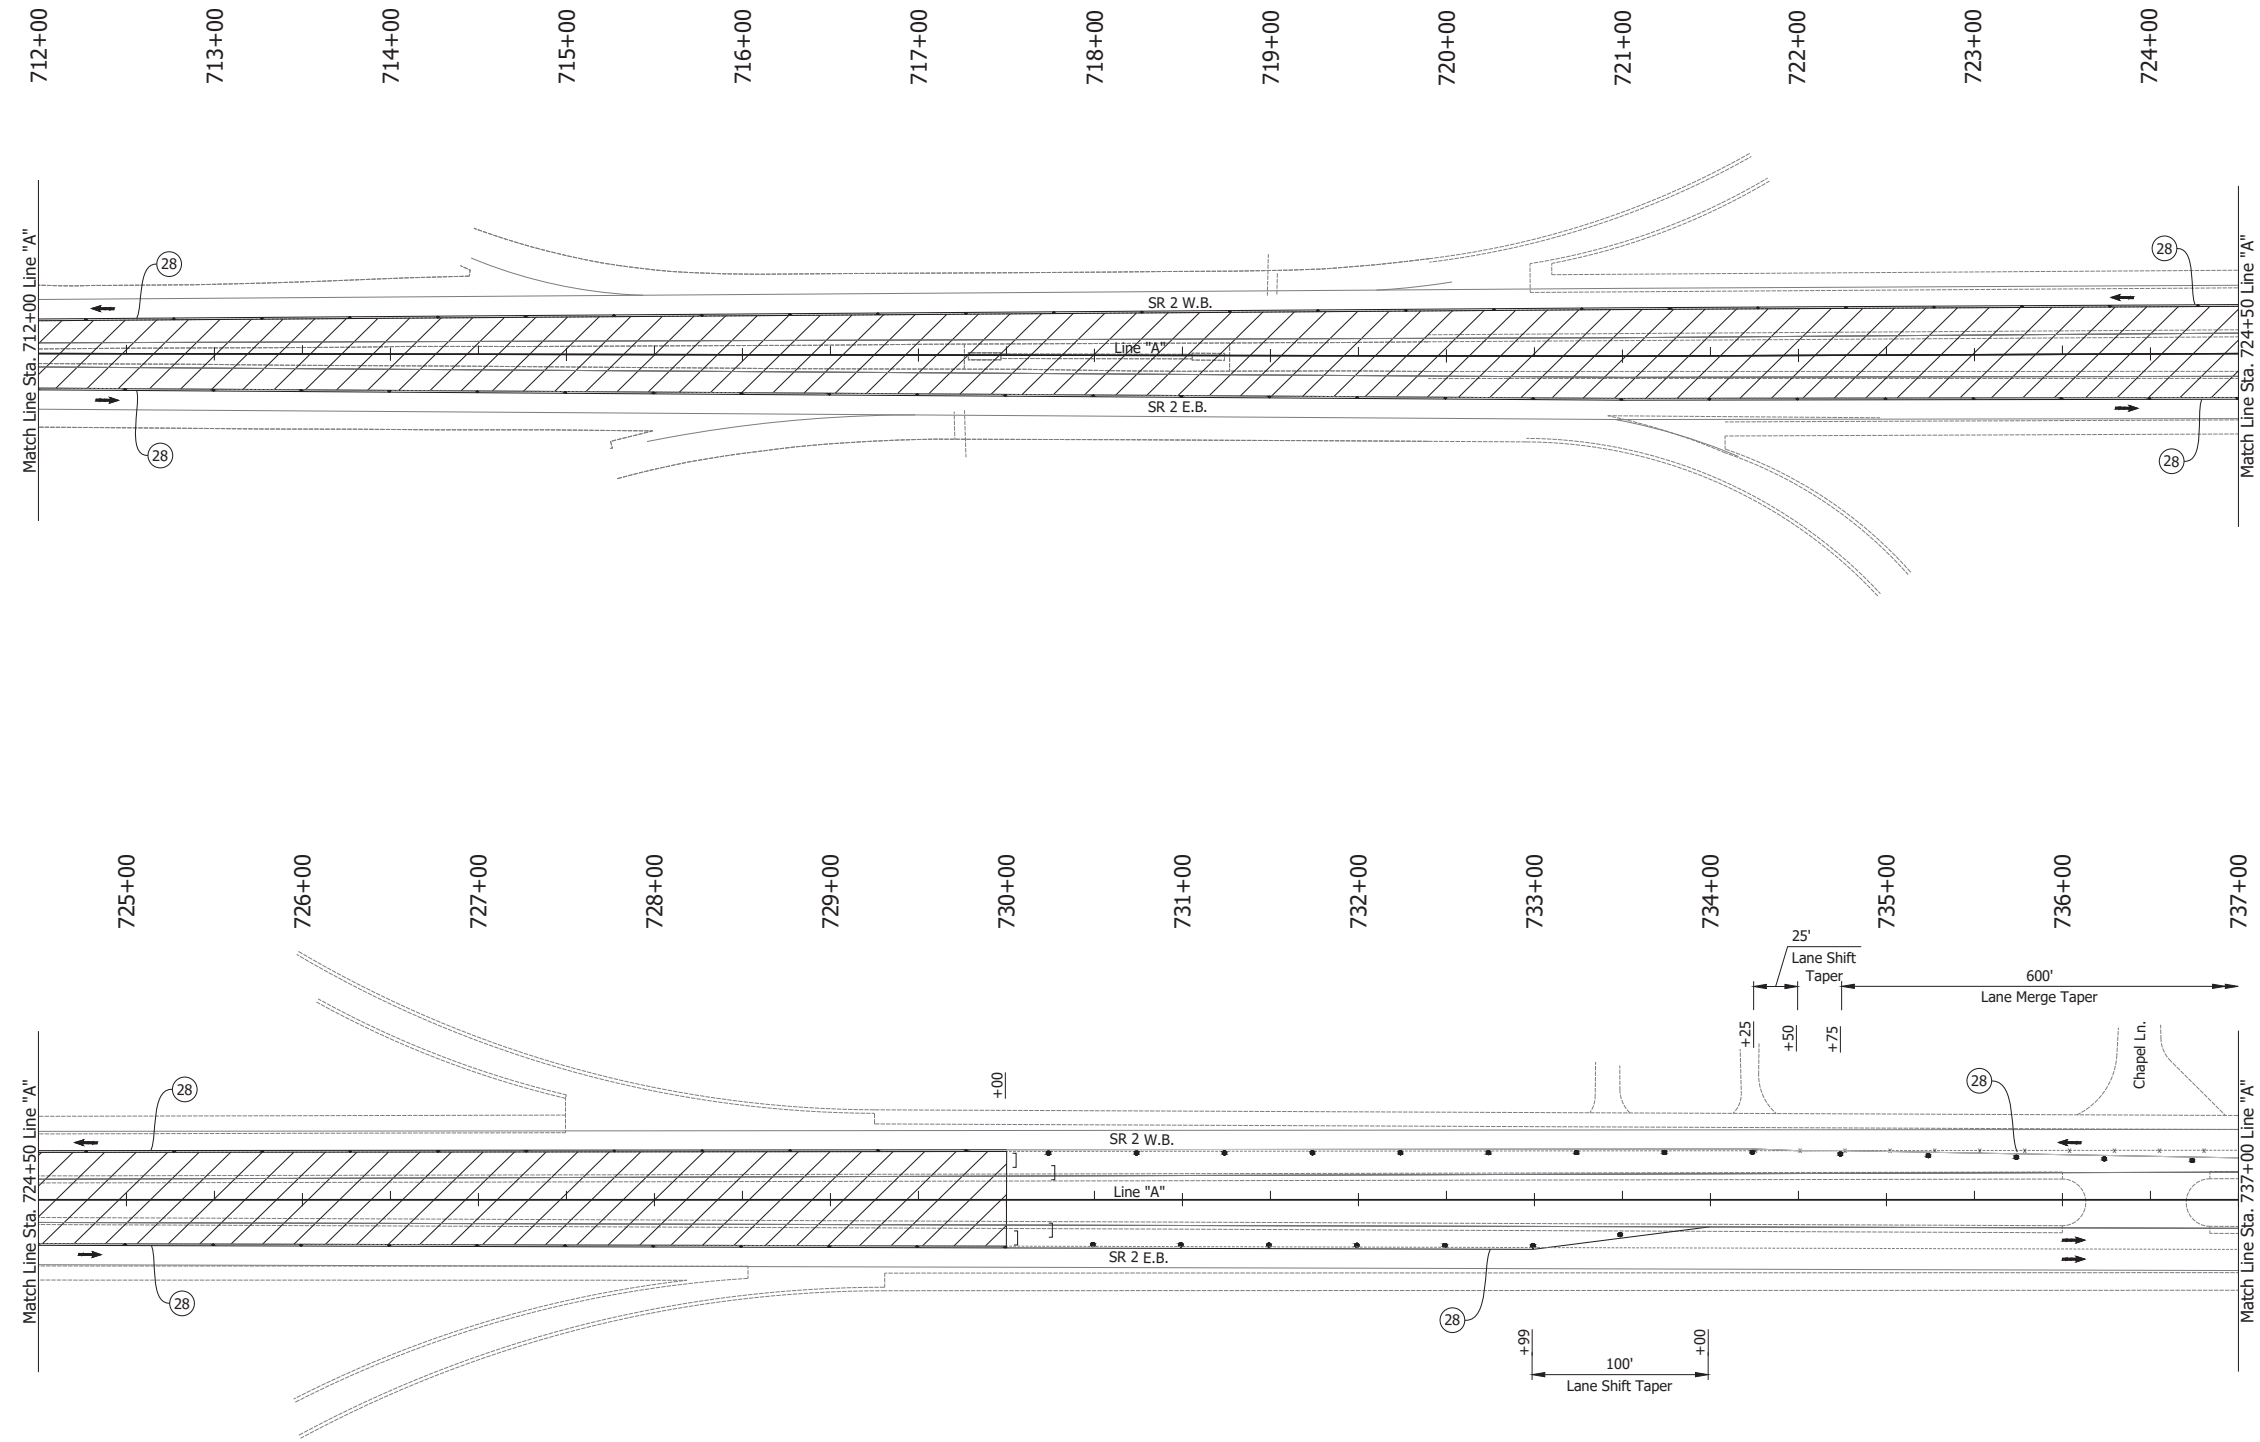 712+00
713+00
714+00
715+00
716+00
717+00
718+00
719+00
720+00
721+00
722+00
723+00
724+00
Match Line Sta. 712+00 Line "A"
28
28
SR 2 W.B.
Line "A"
SR 2 E.B.
28
28
Match Line Sta. 724+50 Line "A"
725+00
726+00
727+00
728+00
729+00
730+00
731+00
732+00
733+00
734+00
735+00
736+00
737+00
25'
Lane Shift
Taper
600'
Lane Merge Taper
+25
+50
+75
Chapel Ln.
+00
Match Line Sta. 724+50 Line "A"
28
28
SR 2 W.B.
Line "A"
SR 2 E.B.
28
28
Match Line Sta. 737+00 Line "A"
+99
+00
100'
Lane Shift Taper